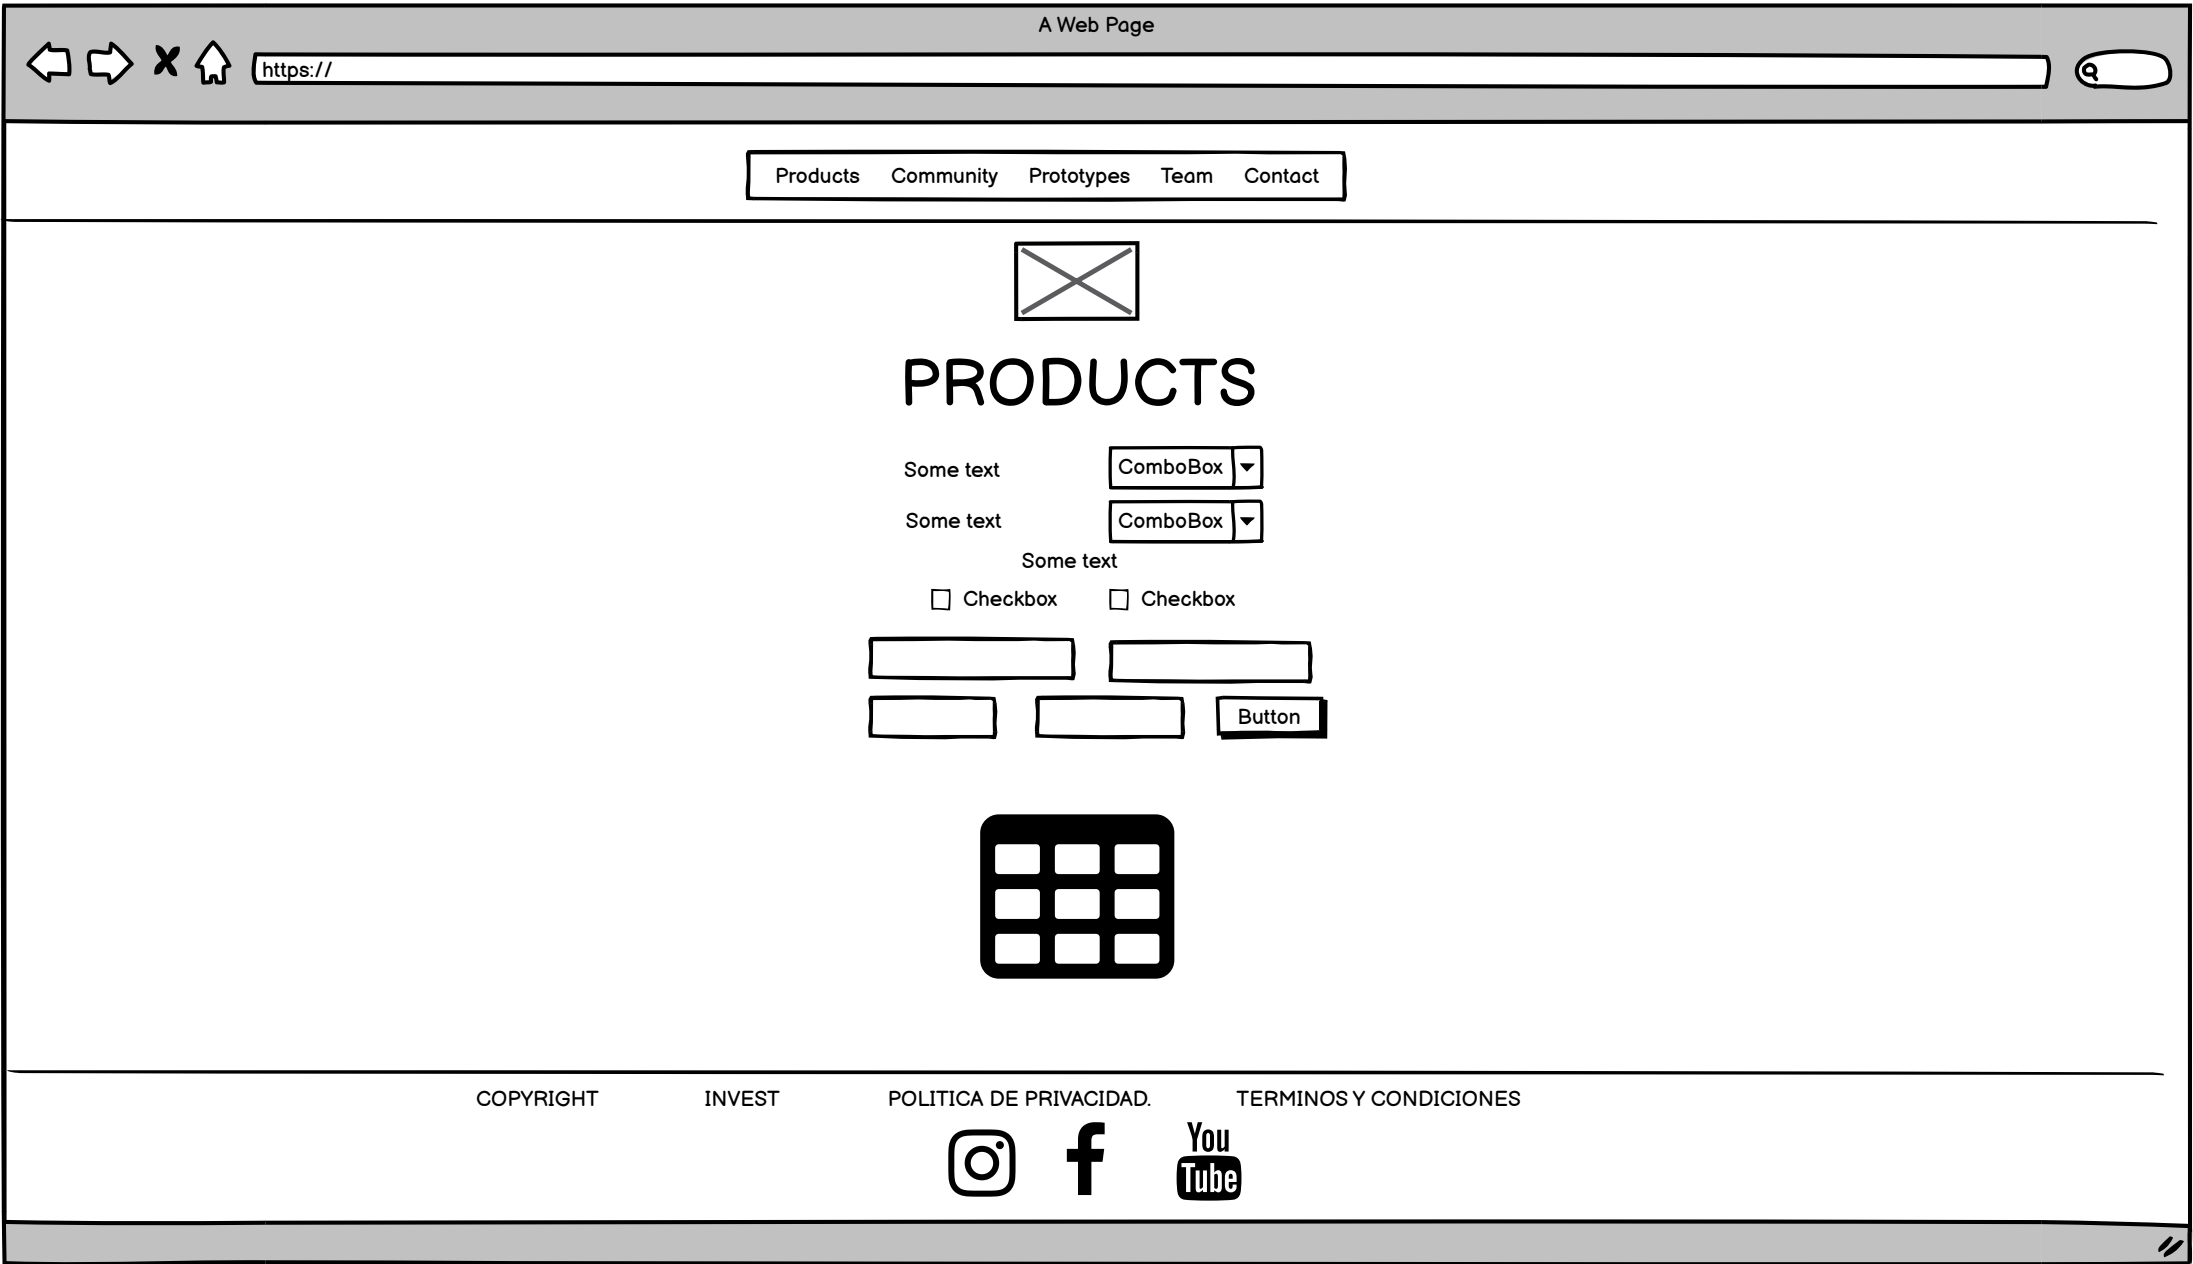 A Web Page
https://
Products Community Prototypes Team Contact
PRODUCTS
Some text ComboBox
Some text ComboBox
Some text
Checkbox Checkbox
Button
COPYRIGHT INVEST POLITICA DE PRIVACIDAD. TERMINOS Y CONDICIONES
You
Tube